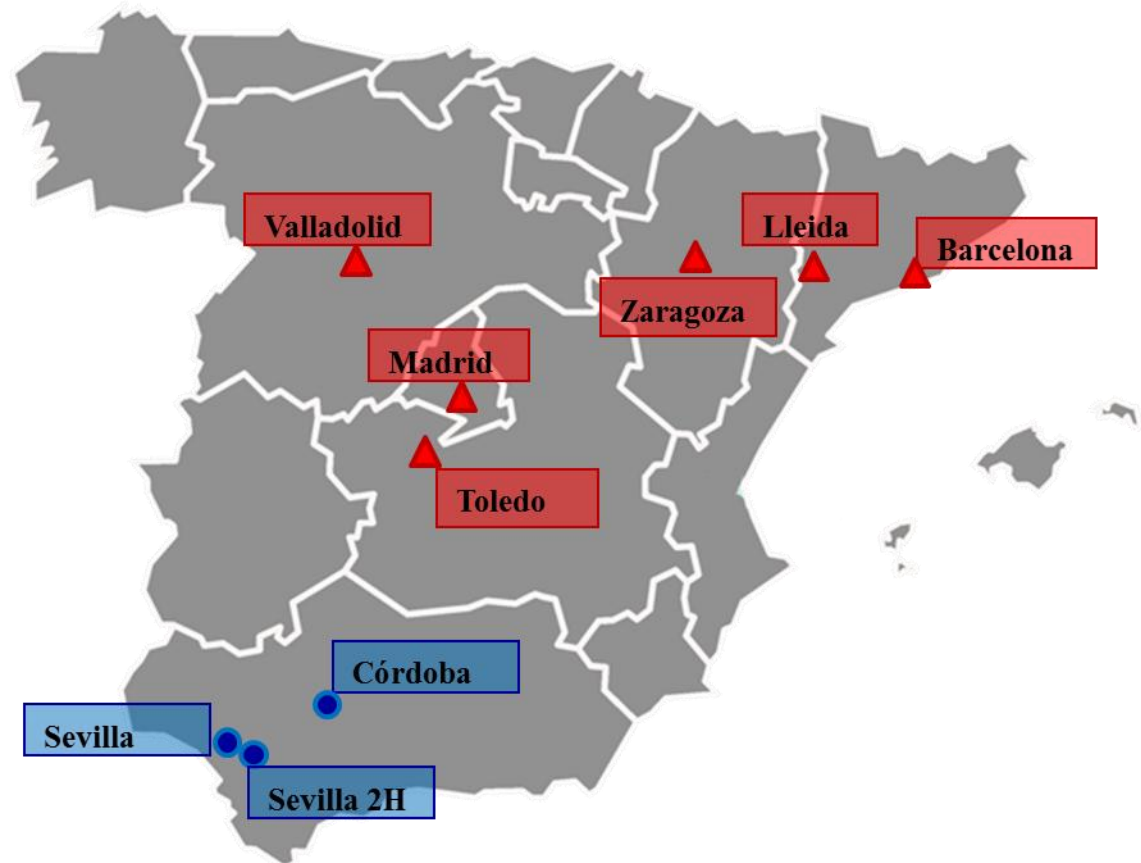 Valladolid
Lleida
Barcelona
Zaragoza
Madrid
Toledo
Córdoba
Sevilla
Sevilla 2H